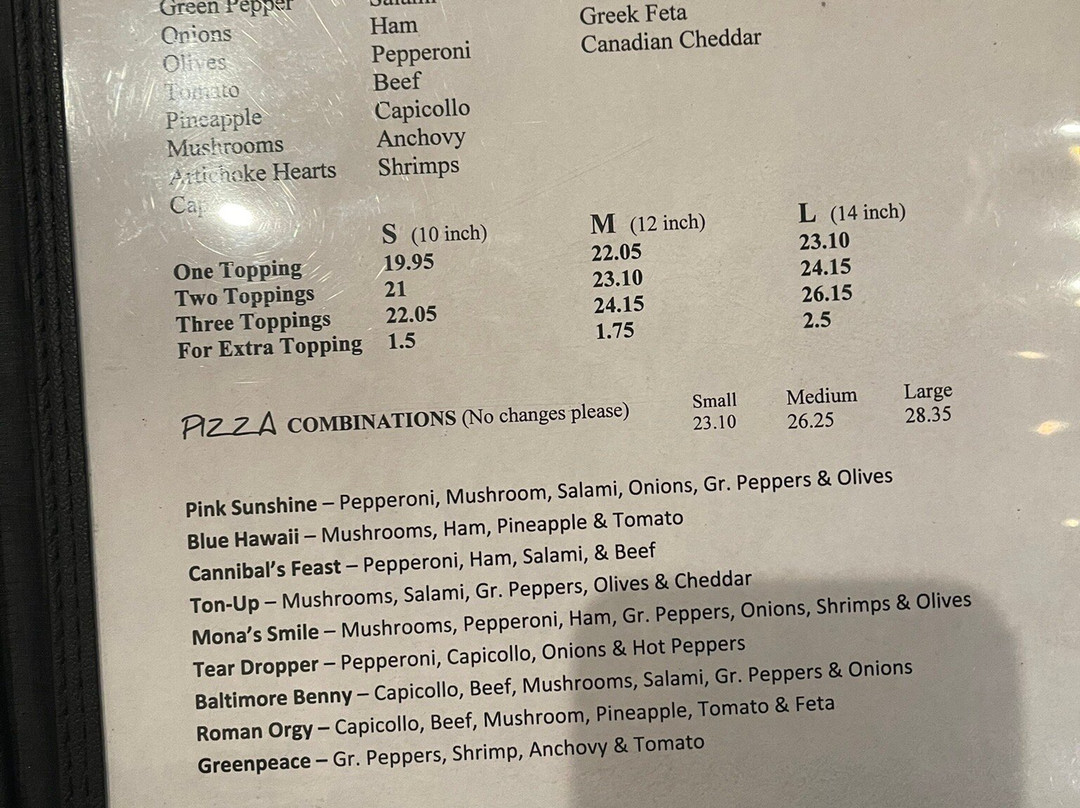 Green Pepper Salami Greek Feta
Onions Ham Canadian Cheddar
Olives Pepperoni
Tomato Beef
Pineapple Capicollo
Mushrooms Anchovy
Artichoke Hearts Shrimps
S (10 inch) M (12 inch) L (14 inch)
One Topping 19.95 22.05 23.10
Two Toppings 21 23.10 24.15
Three Toppings 22.05 24.15 26.15
For Extra Topping 1.5 1.75 2.5
Small Medium Large
PIZZA COMBINATIONS (No changes please) 23.10 26.25 28.35
Pink Sunshine – Pepperoni, Mushroom, Salami, Onions, Gr. Peppers & Olives
Blue Hawaii – Mushrooms, Ham, Pineapple & Tomato
Cannibal's Feast – Pepperoni, Ham, Salami, & Beef
Ton-Up – Mushrooms, Salami, Gr. Peppers, Olives & Cheddar
Mona's Smile – Mushrooms, Pepperoni, Ham, Gr. Peppers, Onions, Shrimps & Olives
Tear Dropper – Pepperoni, Capicollo, Onions & Hot Peppers
Baltimore Benny – Capicollo, Beef, Mushrooms, Salami, Gr. Peppers & Onions
Roman Orgy – Capicollo, Beef, Mushroom, Pineapple, Tomato & Feta
Greenpeace – Gr. Peppers, Shrimp, Anchovy & Tomato